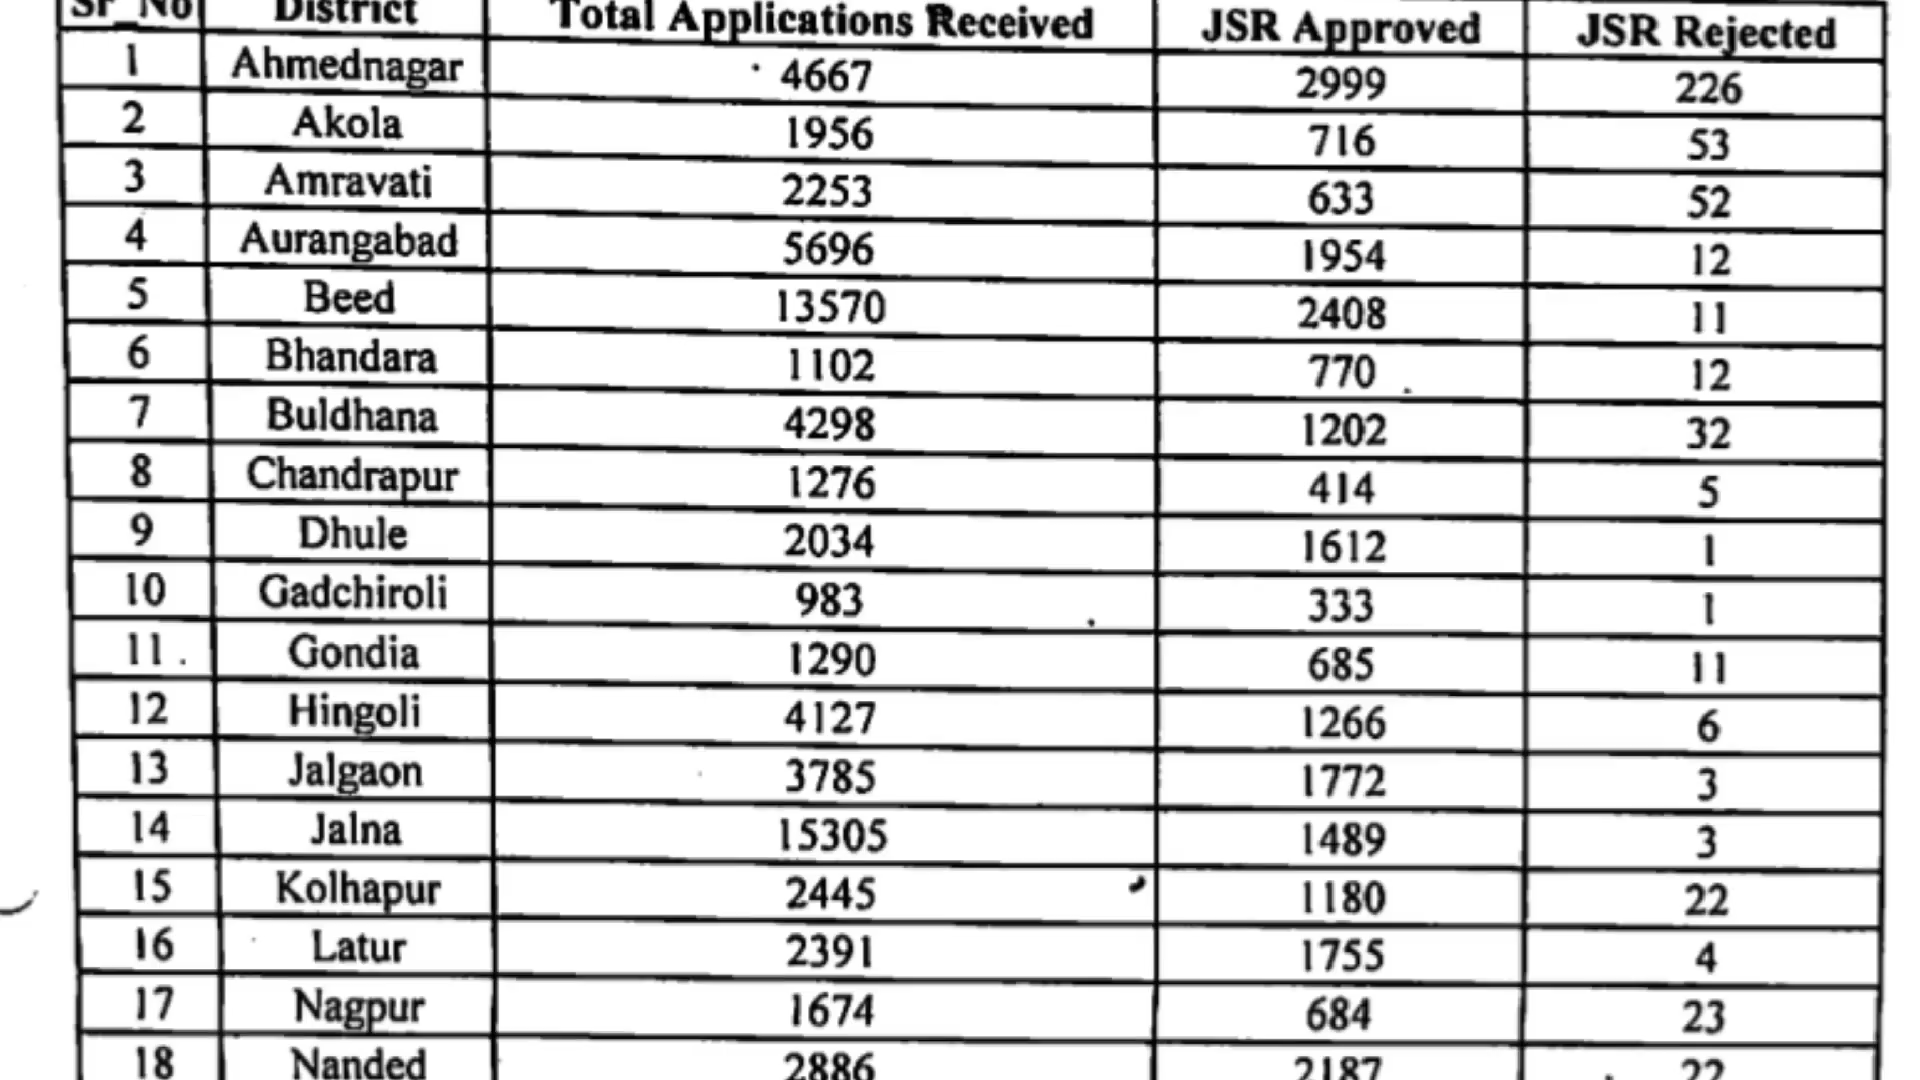 Sr_No District Total Applications Received JSR Approved JSR Rejected
1 Ahmednagar 4667 2999 226
2 Akola 1956 716 53
3 Amravati 2253 633 52
4 Aurangabad 5696 1954 12
5 Beed 13570 2408 11
6 Bhandara 1102 770 12
7 Buldhana 4298 1202 32
8 Chandrapur 1276 414 5
9 Dhule 2034 1612 1
10 Gadchiroli 983 333 1
11 Gondia 1290 685 11
12 Hingoli 4127 1266 6
13 Jalgaon 3785 1772 3
14 Jalna 15305 1489 3
15 Kolhapur 2445 1180 22
16 Latur 2391 1755 4
17 Nagpur 1674 684 23
18 Nanded 2886 2187 22